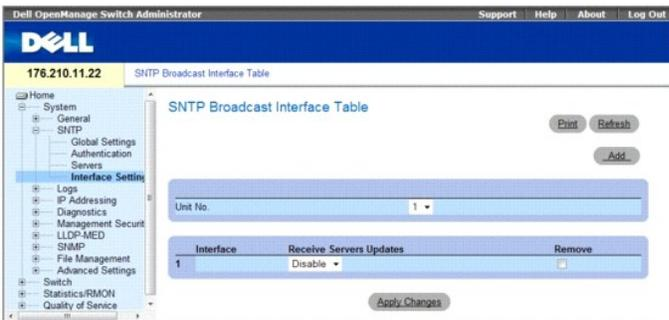 Dell OpenManage Switch Administrator
Support Help About Log Out
DELL
176.210.11.22
SNTP Broadcast Interface Table
Home
System
General
SNTP
Global Settings
Authentication
Servers
Interface Setting
Logs
IP Addressing
Diagnostics
Management Securit
LLDP-MED
SNMP
File Management
Advanced Settings
Switch
Statistics/RMON
Quality of Service
SNTP Broadcast Interface Table
Print Refresh
Add
Unit No. 1
Interface Receive Servers Updates Remove
1 Disable
Apply Changes